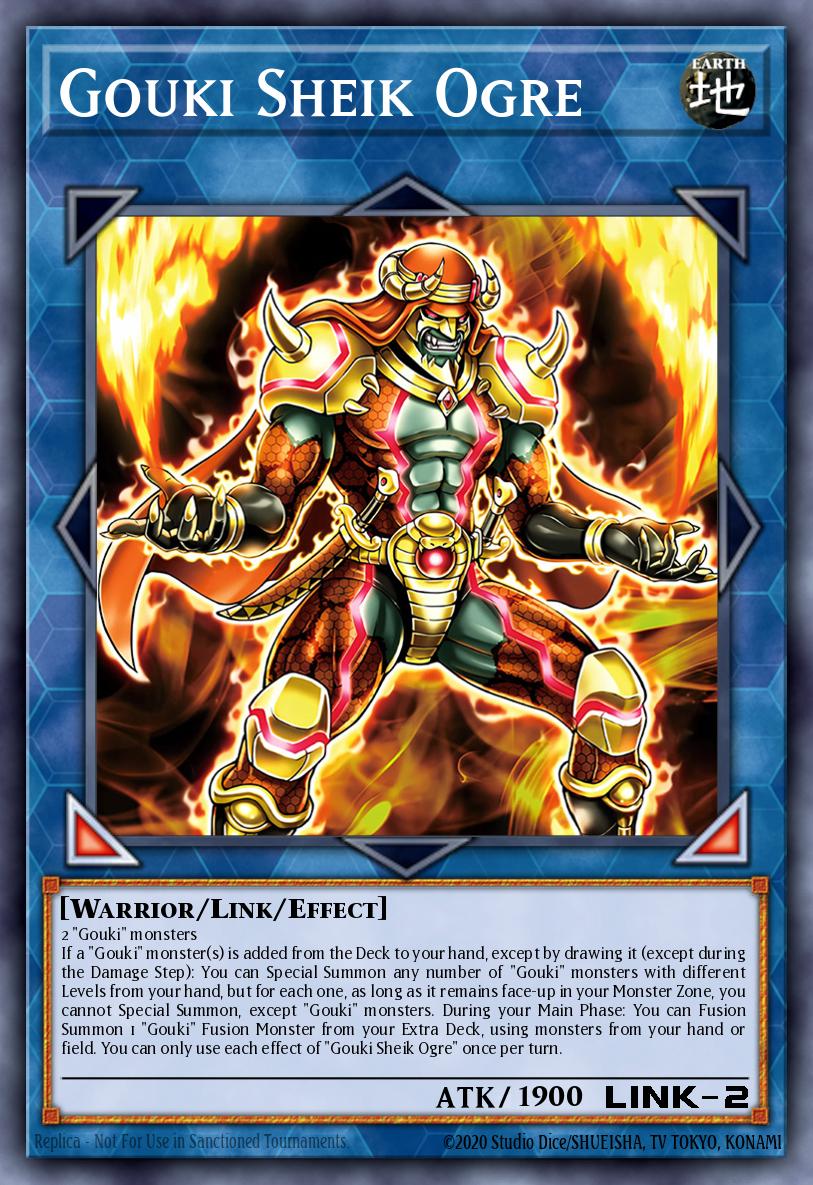 Gouki Sheik Ogre
EARTH
地
[Warrior/Link/Effect]
2 "Gouki" monsters
If a "Gouki" monster(s) is added from the Deck to your hand, except by drawing it (except during
the Damage Step): You can Special Summon any number of "Gouki" monsters with different
Levels from your hand, but for each one, as long as it remains face-up in your Monster Zone, you
cannot Special Summon, except "Gouki" monsters. During your Main Phase: You can Fusion
Summon 1 "Gouki" Fusion Monster from your Extra Deck, using monsters from your hand or
field. You can only use each effect of "Gouki Sheik Ogre" once per turn.
ATK/1900 LINK-2
Replica - Not For Use in Sanctioned Tournaments. ©2020 Studio Dice/SHUEISHA, TV TOKYO, KONAMI